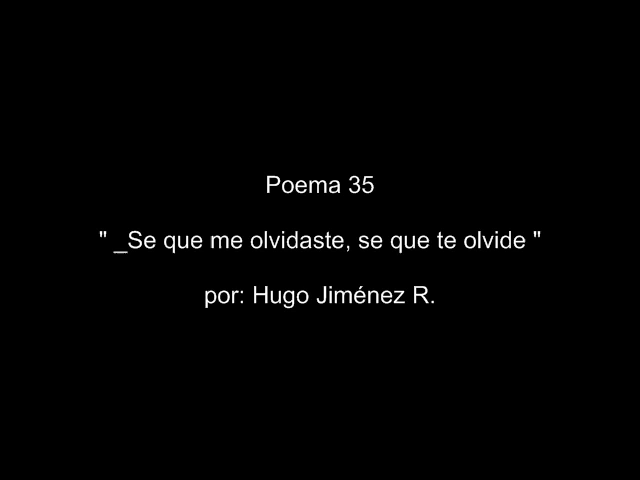 Poema 35
" _Se que me olvidaste, se que te olvide "
por: Hugo Jiménez R.